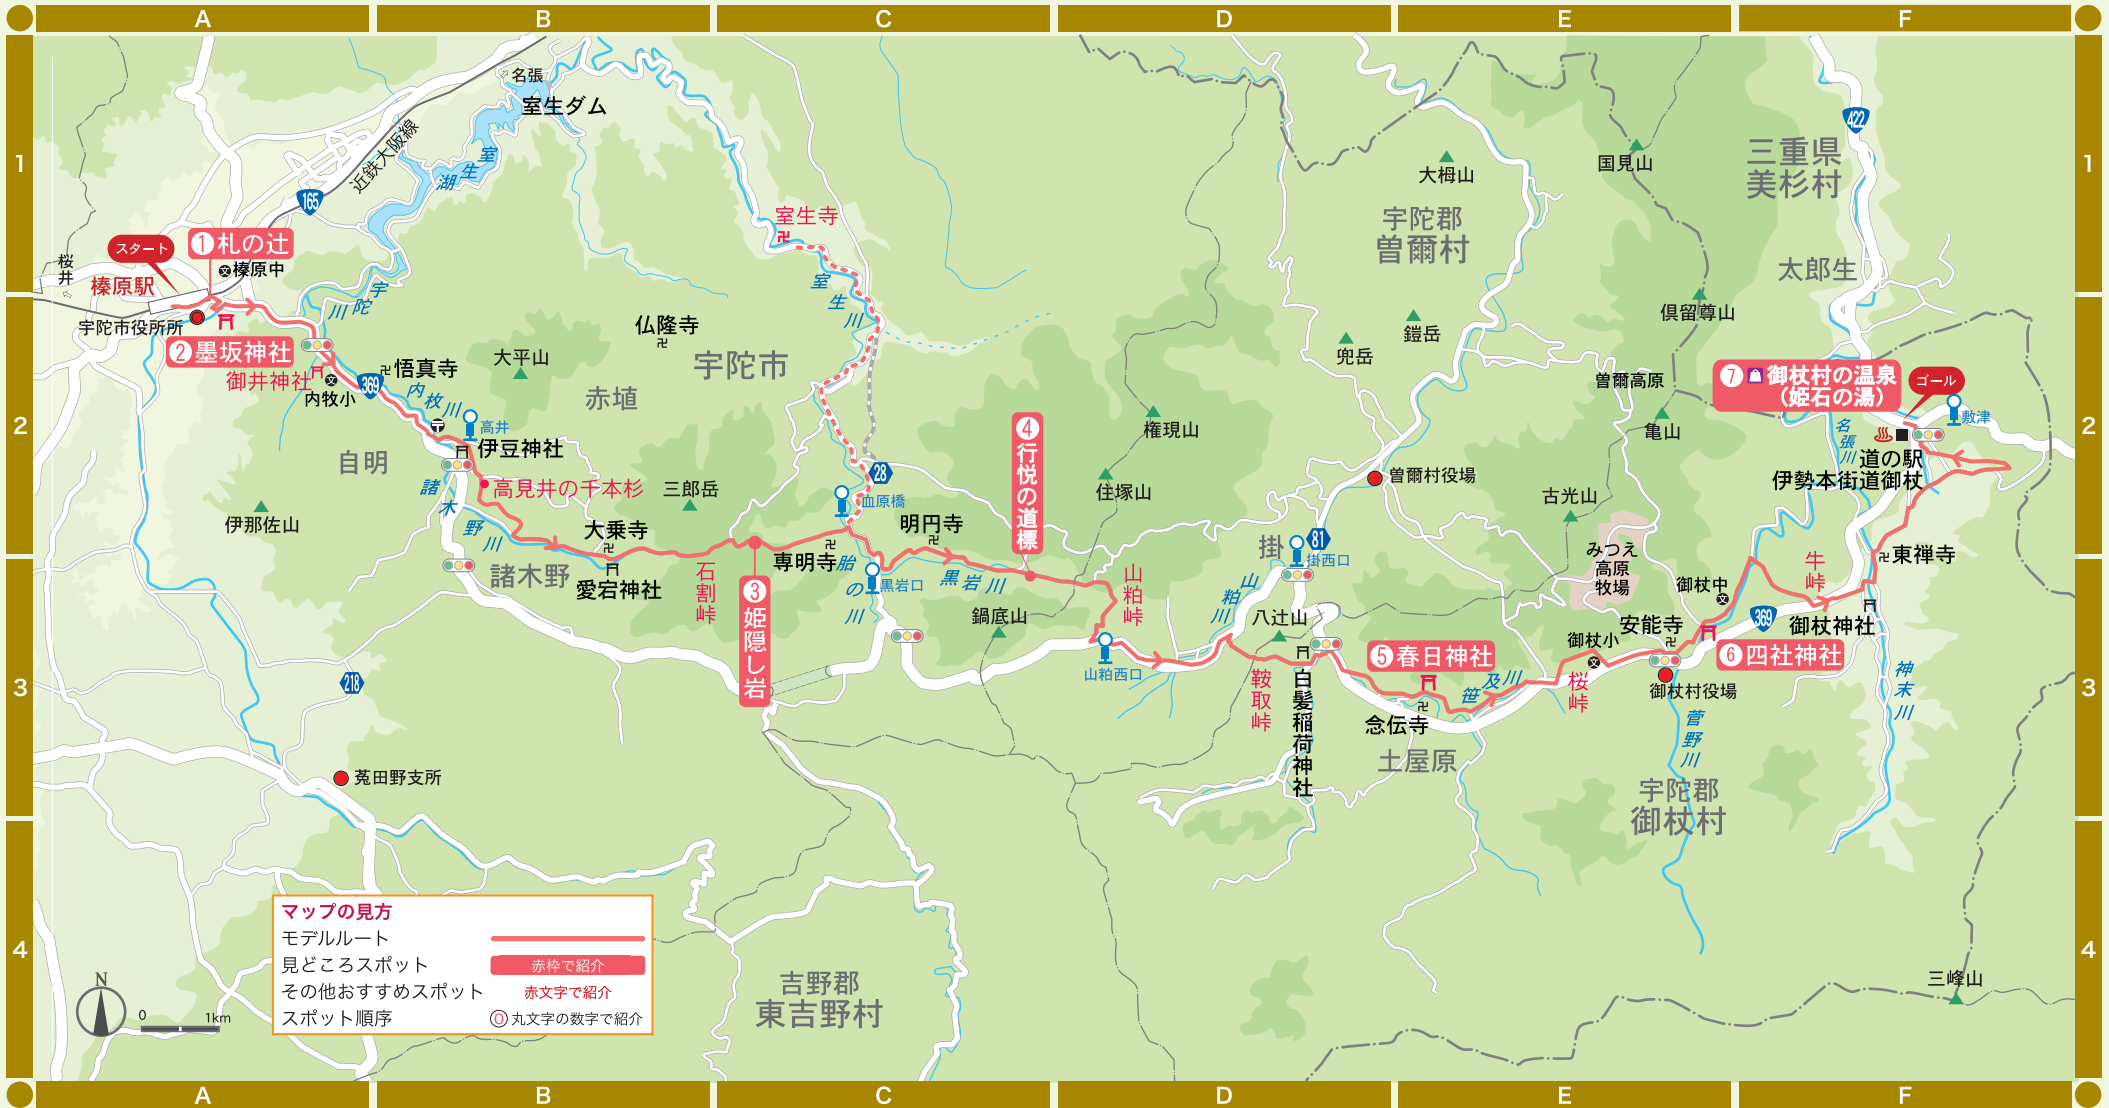 A
B
C
D
E
F
1
1
名張
室生ダム
近鉄大阪線
室生湖
165
422
三重県
美杉村
国見山
大栂山
宇陀郡
曽爾村
太郎生
室生寺
室生川
スタート
1 札の辻
榛原中
桜井
榛原駅
宇陀市役所所
宇陀川
2
2
2 墨坂神社
御井神社
内牧小
369
悟真寺
内枚川
高井
伊豆神社
大平山
仏隆寺
宇陀市
赤埴
自明
諸木野川
高見井の千本杉
三郎岳
伊那佐山
大乗寺
愛宕神社
諸木野
28
血原橋
明円寺
専明寺
胎の川
黒岩口
黒岩川
4 行悦の道標
権現山
住塚山
倶留尊山
鎧岳
兜岳
曽爾高原
亀山
曽爾村役場
古光山
みつえ
高原
牧場
7 御杖村の温泉
(姫石の湯)
ゴール
敷津
名張川
道の駅
伊勢本街道御杖
東禅寺
掛
81
掛西口
山粕川
3
3
石割峠
3 姫隠し岩
鍋底山
山粕峠
山粕西口
八辻山
鞍取峠
白髪稲荷神社
5 春日神社
念伝寺
土屋原
笹及川
桜峠
御杖小
安能寺
御杖中
御杖村役場
菅野川
369
6 四社神社
牛峠
御杖神社
神末川
宇陀郡
御杖村
218
菟田野支所
4
4
マップの見方
モデルルート
見どころスポット
赤枠で紹介
その他おすすめスポット
赤文字で紹介
スポット順序
0 丸文字の数字で紹介
N
0
1km
吉野郡
東吉野村
三峰山
A
B
C
D
E
F